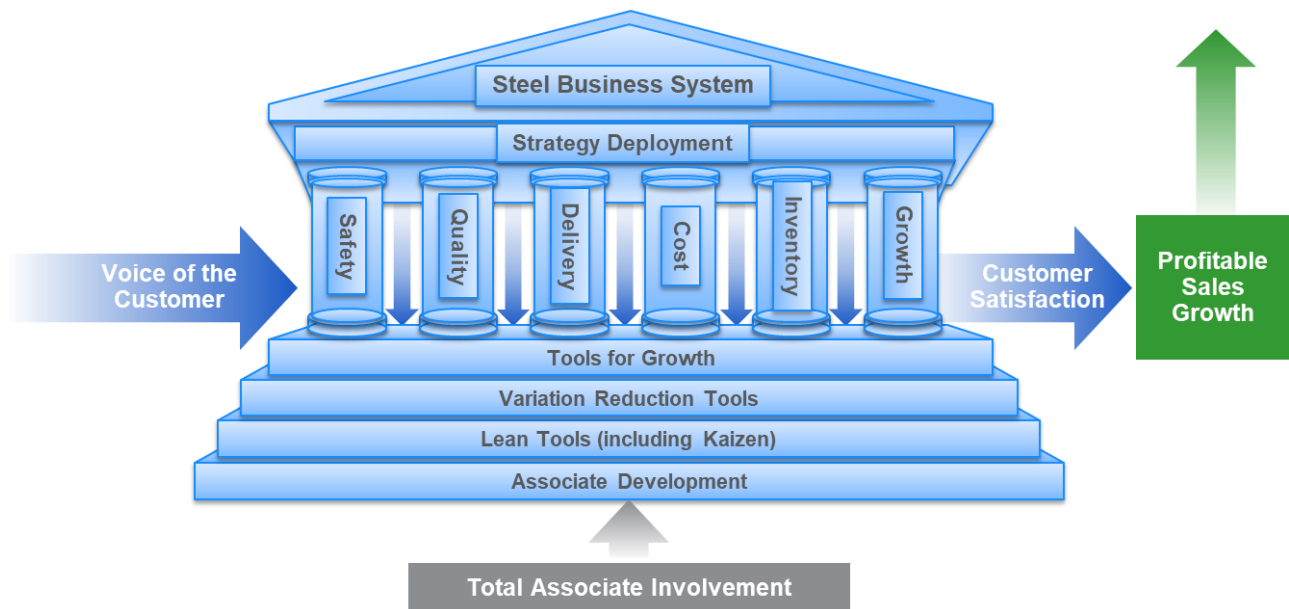 Steel Business System
Strategy Deployment
Safety
Quality
Delivery
Cost
Inventory
Growth
Voice of the
Customer
Customer
Satisfaction
Profitable
Sales
Growth
Tools for Growth
Variation Reduction Tools
Lean Tools (including Kaizen)
Associate Development
Total Associate Involvement